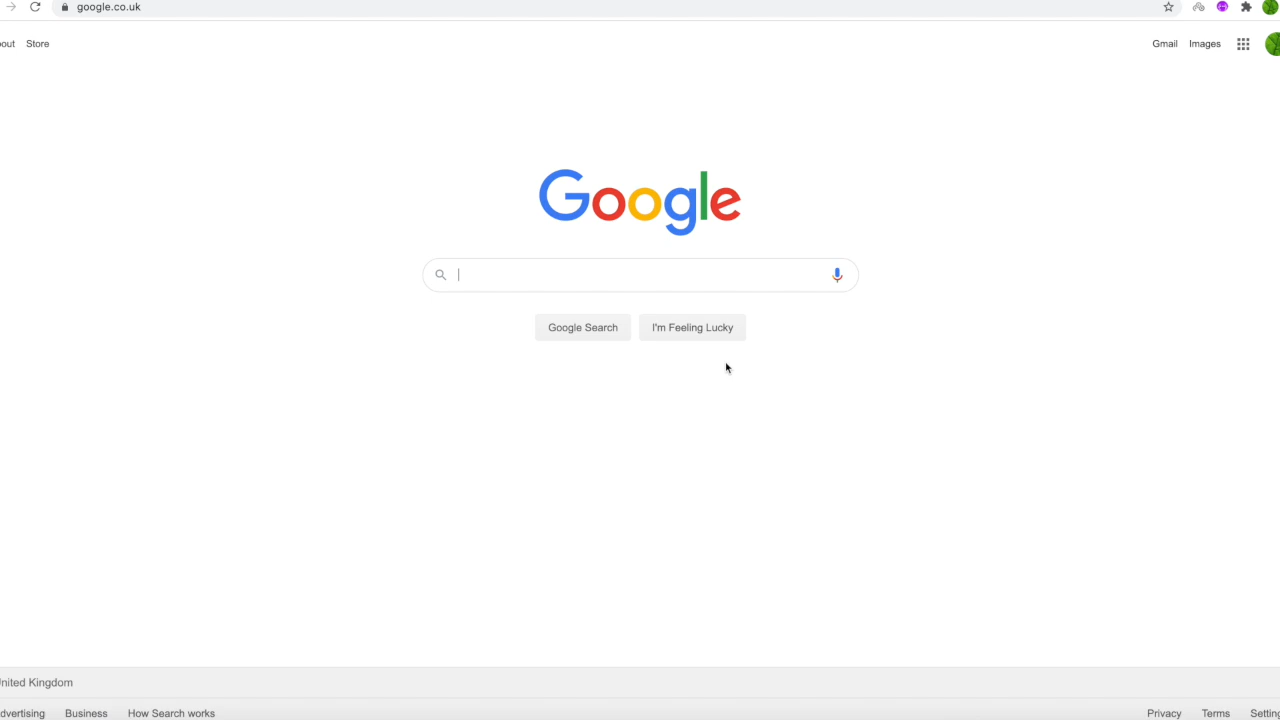 google.co.uk
out Store
Gmail Images
Google
Google Search I'm Feeling Lucky
nited Kingdom
dvertising Business How Search works
Privacy Terms Setting